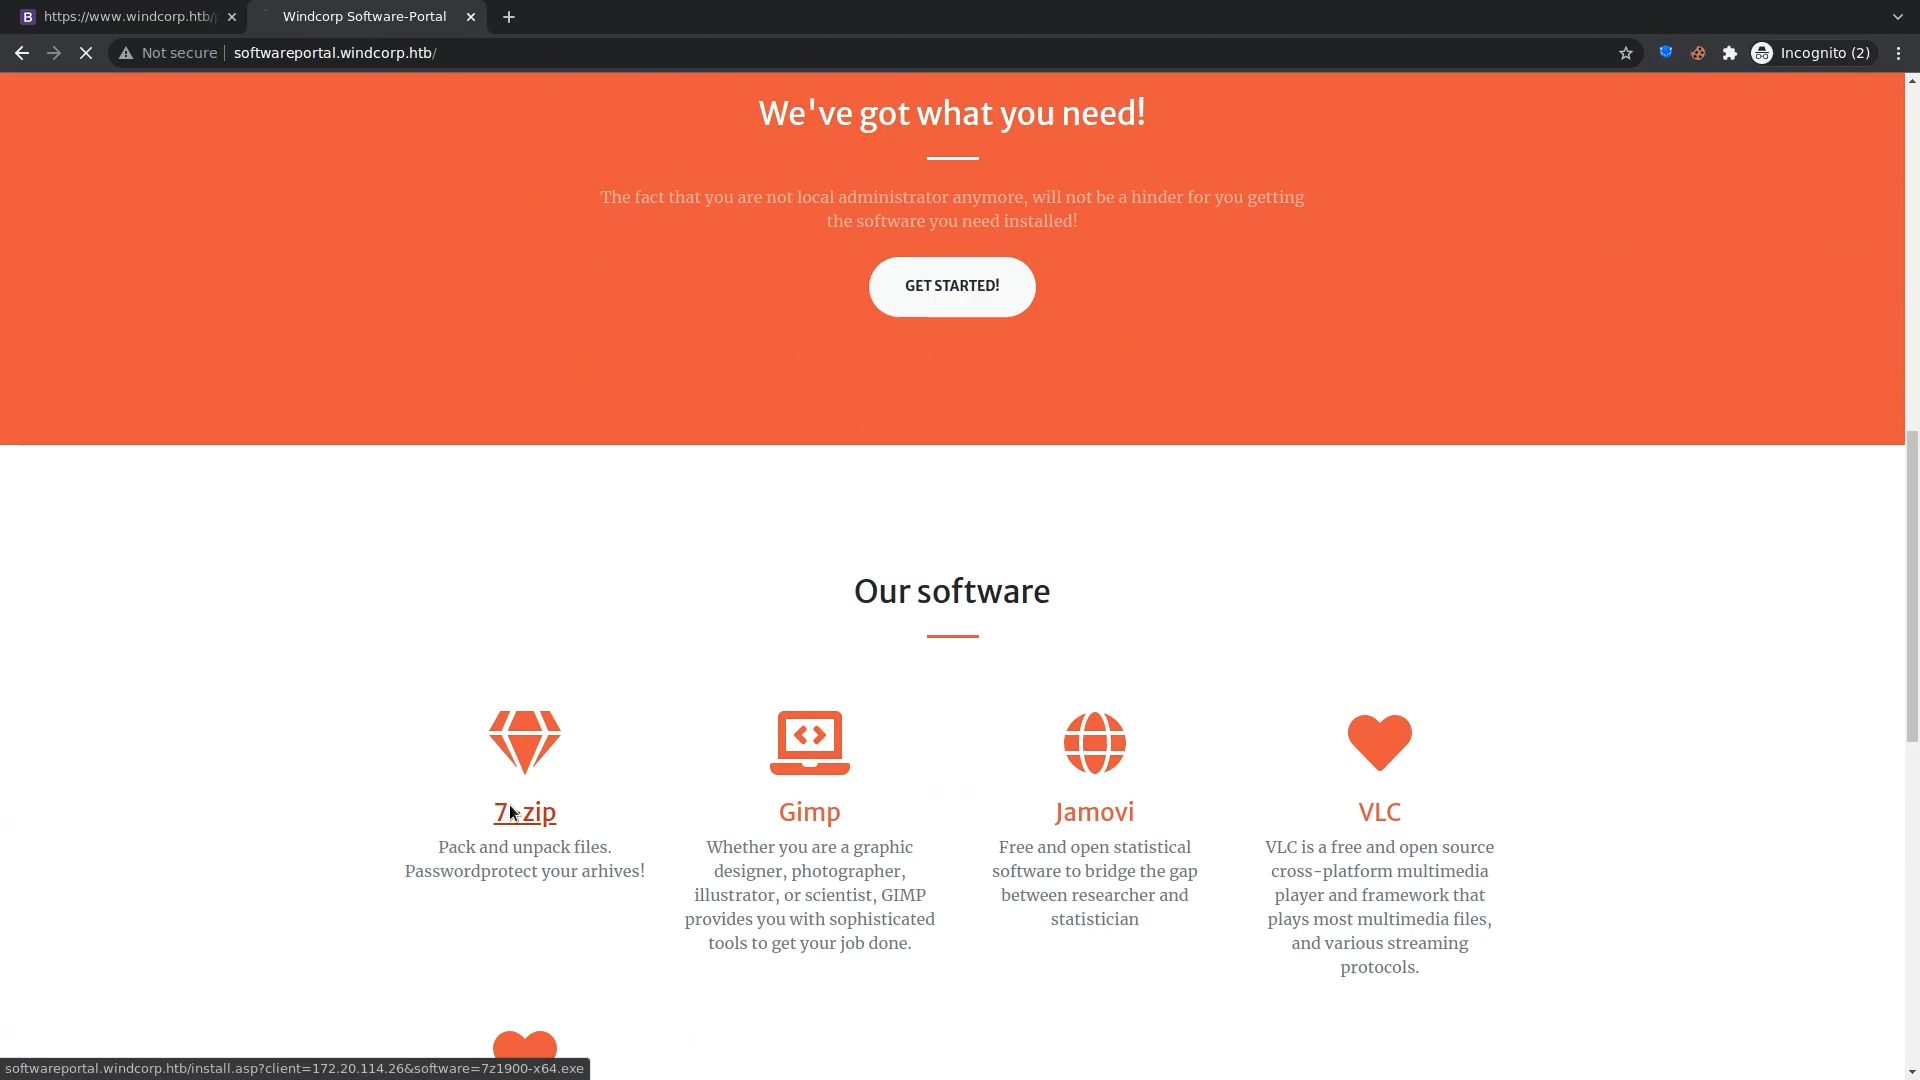 https://www.windcorp.htb/
Windcorp Software-Portal
Not secure
softwareportal.windcorp.htb/
Incognito (2)
We've got what you need!
The fact that you are not local administrator anymore, will not be a hinder for you getting
the software you need installed!
GET STARTED!
Our software
7-zip
Pack and unpack files.
Passwordprotect your arhives!
Gimp
Whether you are a graphic
designer, photographer,
illustrator, or scientist, GIMP
provides you with sophisticated
tools to get your job done.
Jamovi
Free and open statistical
software to bridge the gap
between researcher and
statistician
VLC
VLC is a free and open source
cross-platform multimedia
player and framework that
plays most multimedia files,
and various streaming
protocols.
softwareportal.windcorp.htb/install.asp?client=172.20.114.26&software=7z1900-x64.exe